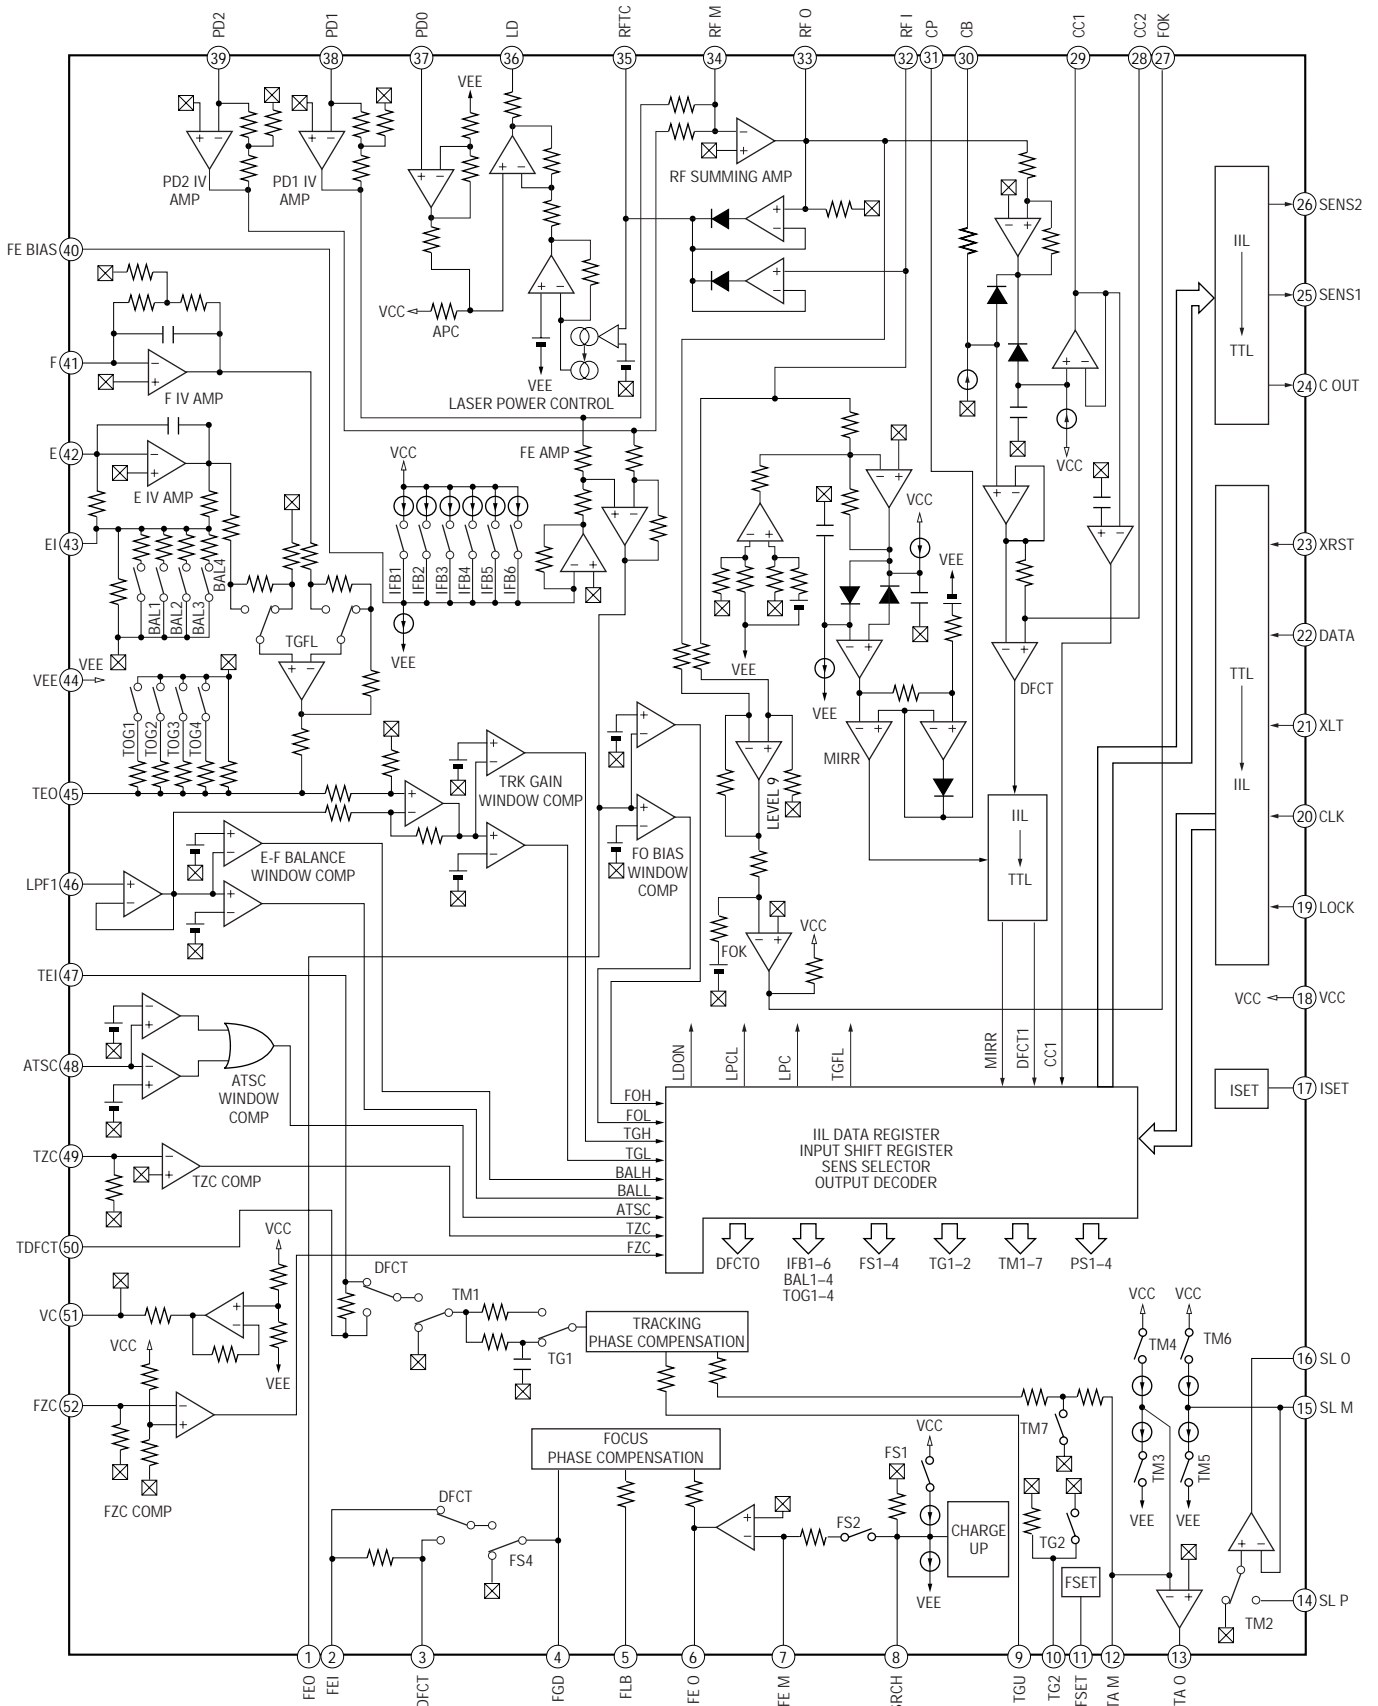 PD2
PD1
PD0
LD
RFTC
RF M
RF O
RF I
CP
CB
CC1
CC2
FOK
39
38
37
36
35
34
33
32
31
30
29
28
27
VEE
PD2 IV
AMP
PD1 IV
AMP
RF SUMMING AMP
FE BIAS 40
VCC
APC
VEE
LASER POWER CONTROL
IIL
TTL
26 SENS2
25 SENS1
24 C OUT
F 41
F IV AMP
E 42
E IV AMP
EI 43
BAL1
BAL2
BAL3
BAL4
TGFL
VCC
IFB1
IFB2
IFB3
IFB4
IFB5
IFB6
VEE
FE AMP
VCC
VCC
VEE
VEE
VEE
DFCT
MIRR
TTL
IIL
23 XRST
22 DATA
21 XLT
20 CLK
19 LOCK
VEE
VEE 44
TOG1
TOG2
TOG3
TOG4
TEO 45
TRK GAIN
WINDOW COMP
E-F BALANCE
WINDOW COMP
FO BIAS
WINDOW
COMP
LEVEL 9
IIL
TTL
LPF1 46
FOK
VCC
TEI 47
VCC
18 VCC
ATSC 48
ATSC
WINDOW
COMP
LDON
LPCL
LPC
TGFL
MIRR
DFCT1
CC1
ISET
17 ISET
FOH
FOL
TGH
TGL
BALH
BALL
ATSC
TZC
FZC
IIL DATA REGISTER
INPUT SHIFT REGISTER
SENS SELECTOR
OUTPUT DECODER
TZC 49
TZC COMP
TDFCT 50
VCC
DFCTO
IFB1–6
BAL1–4
TOG1–4
FS1–4
TG1–2
TM1–7
PS1–4
DFCT
VC 51
VCC
VEE
TM1
TG1
TRACKING
PHASE COMPENSATION
VCC
VCC
TM4
TM6
16 SL O
15 SL M
FZC 52
FZC COMP
FOCUS
PHASE COMPENSATION
TM7
TM3
TM5
VEE
VEE
DFCT
FS4
FS2
FS1
VCC
VEE
CHARGE
UP
TG2
FSET
TM2
14 SL P
1
2
3
4
5
6
7
8
9
10
11
12
13
FEO
FEI
DFCT
FGD
FLB
FE O
FE M
SRCH
TGU
TG2
FSET
TA M
TA O